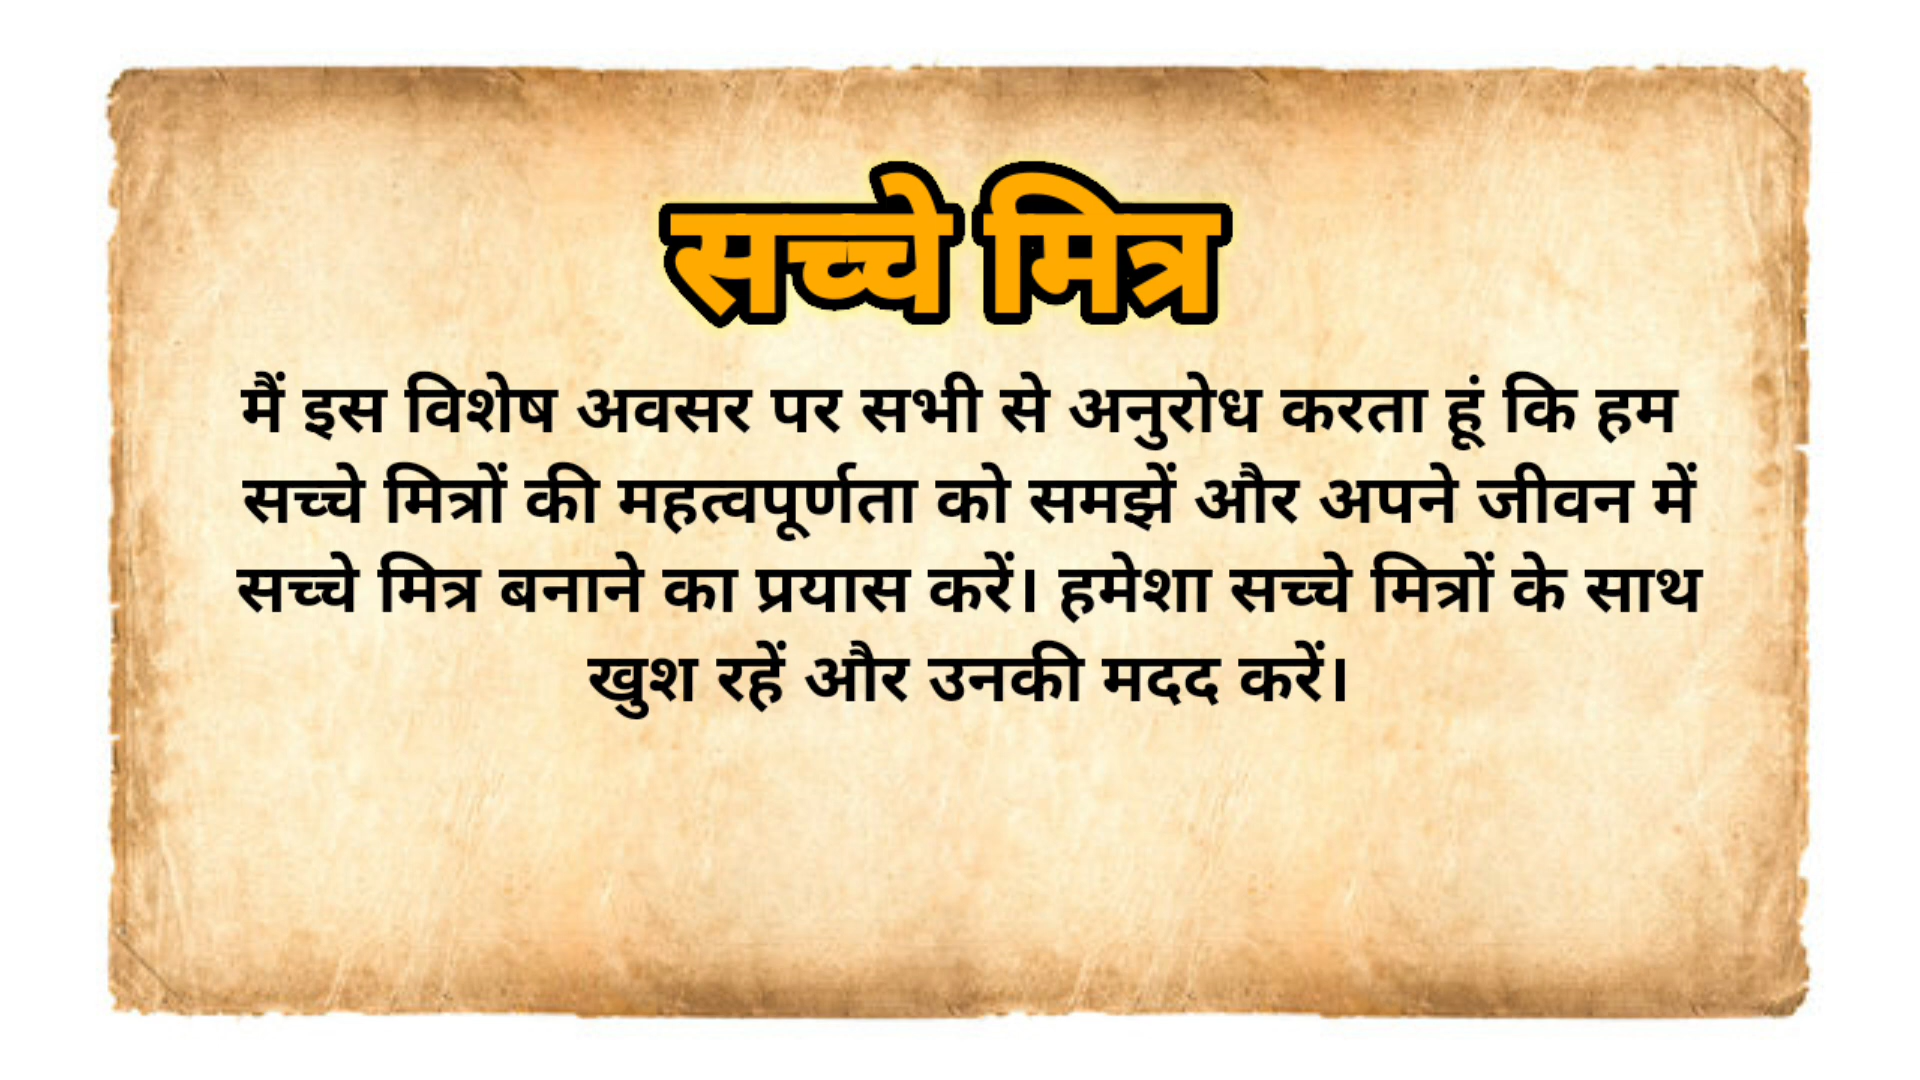 सच्चे मित्र
मैं इस विशेष अवसर पर सभी से अनुरोध करता हूं कि हम
सच्चे मित्रों की महत्वपूर्णता को समझें और अपने जीवन में
सच्चे मित्र बनाने का प्रयास करें। हमेशा सच्चे मित्रों के साथ
खुश रहें और उनकी मदद करें।